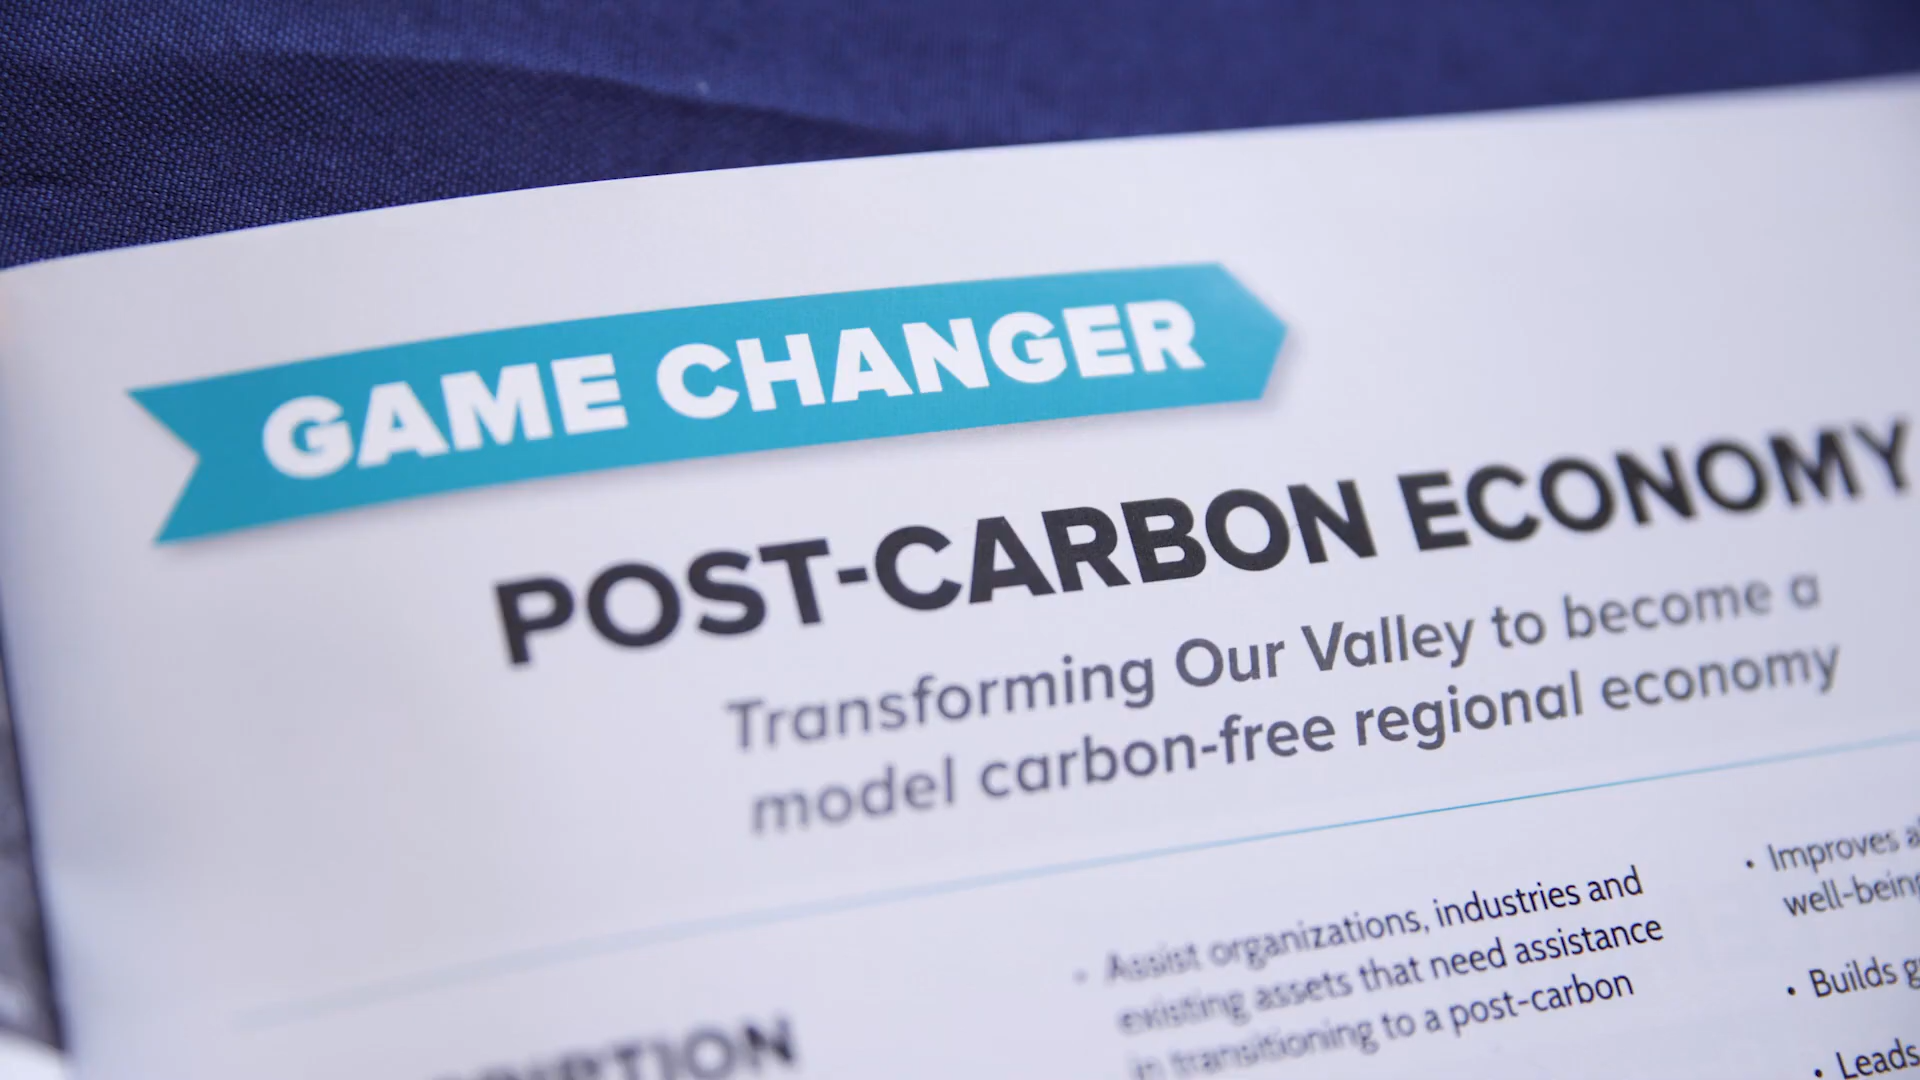 GAME CHANGER
POST-CARBON ECONOMY
Transforming Our Valley to become a
model carbon-free regional economy
• Assist organizations, industries and
existing assets that need assistance
in transitioning to a post-carbon
• Improves
well-being
• Builds
• Leads